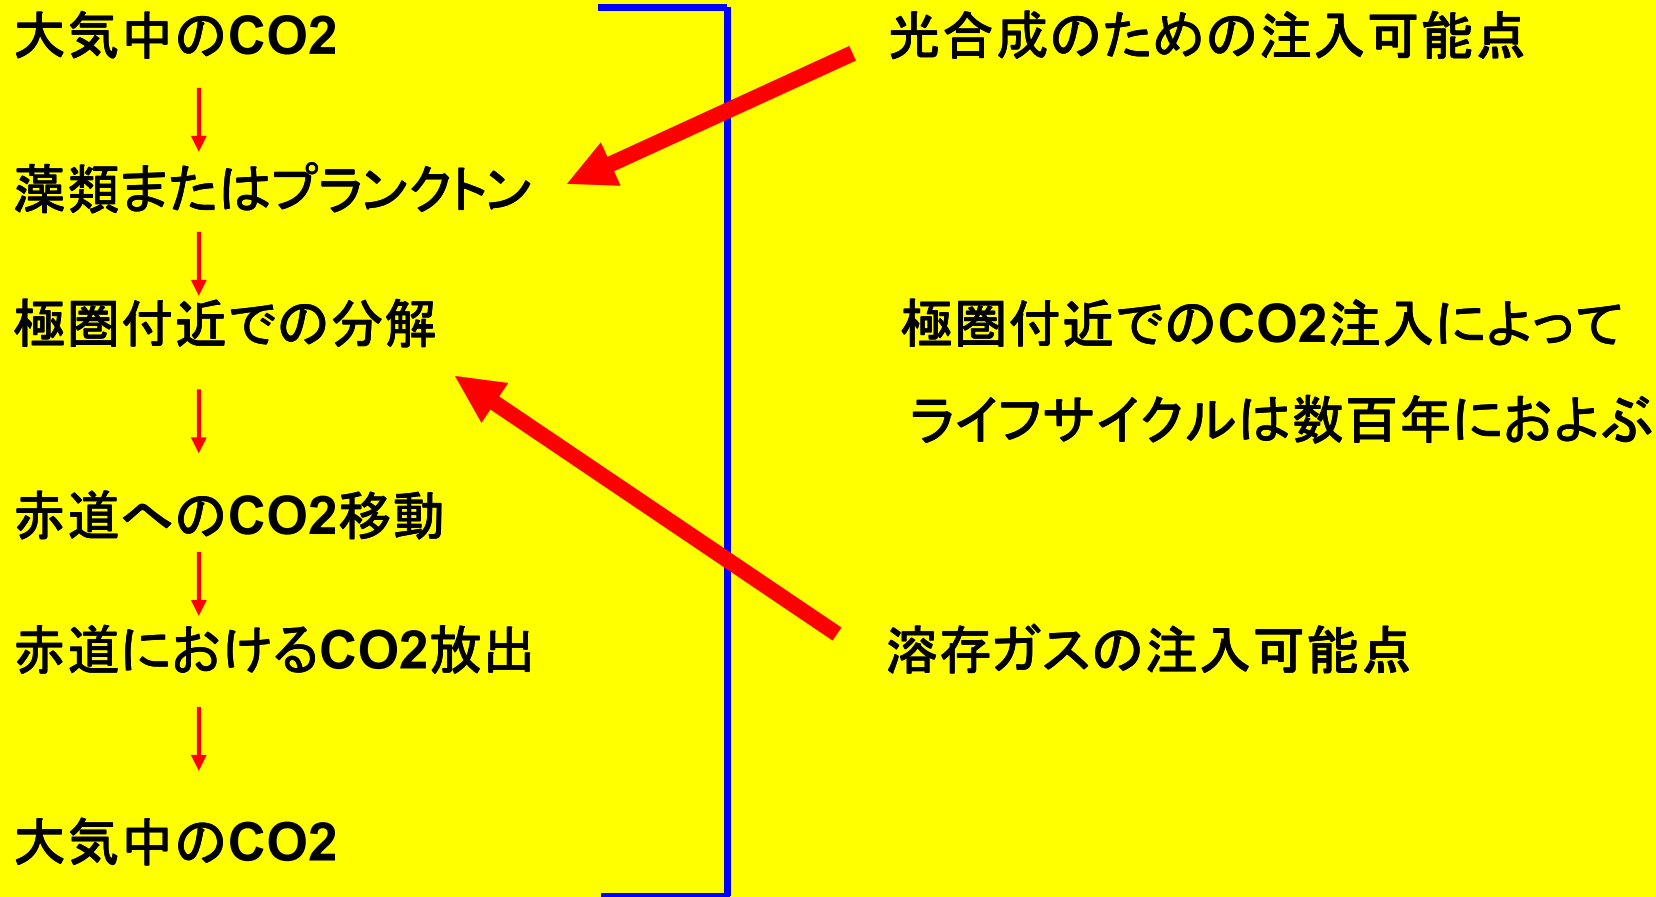 大気中のCO2
光合成のための注入可能点
藻類またはプランクトン
極圏付近での分解
極圏付近でのCO2注入によって
ライフサイクルは数百年におよぶ
赤道へのCO2移動
赤道におけるCO2放出
溶存ガスの注入可能点
大気中のCO2